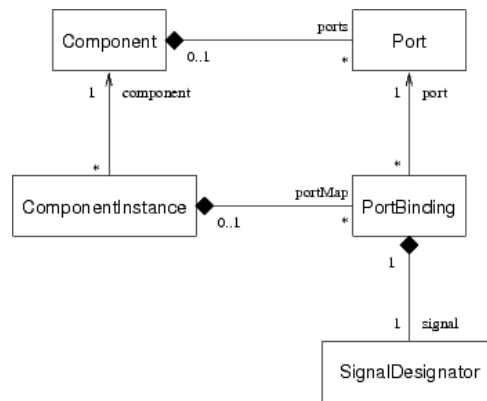 ports
Component
Port
0..1
*
1
component
1
port
*
*
portMap
ComponentInstance
PortBinding
0..1
*
1
1
signal
SignalDesignator